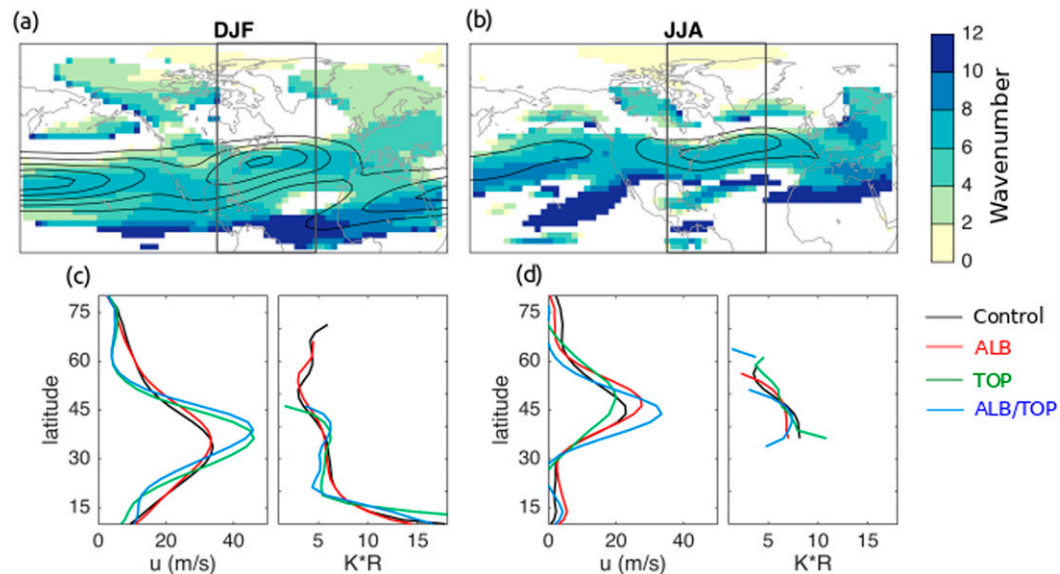 (a)
DJF
(b)
JJA
12
10
8
6
4
2
0
Wavenumber
(c)
75
60
45
30
15
latitude
0 20 40
u (m/s)
5 10 15
K*R
(d)
75
60
45
30
15
latitude
0 20 40
u (m/s)
5 10 15
K*R
Control
ALB
TOP
ALB/TOP